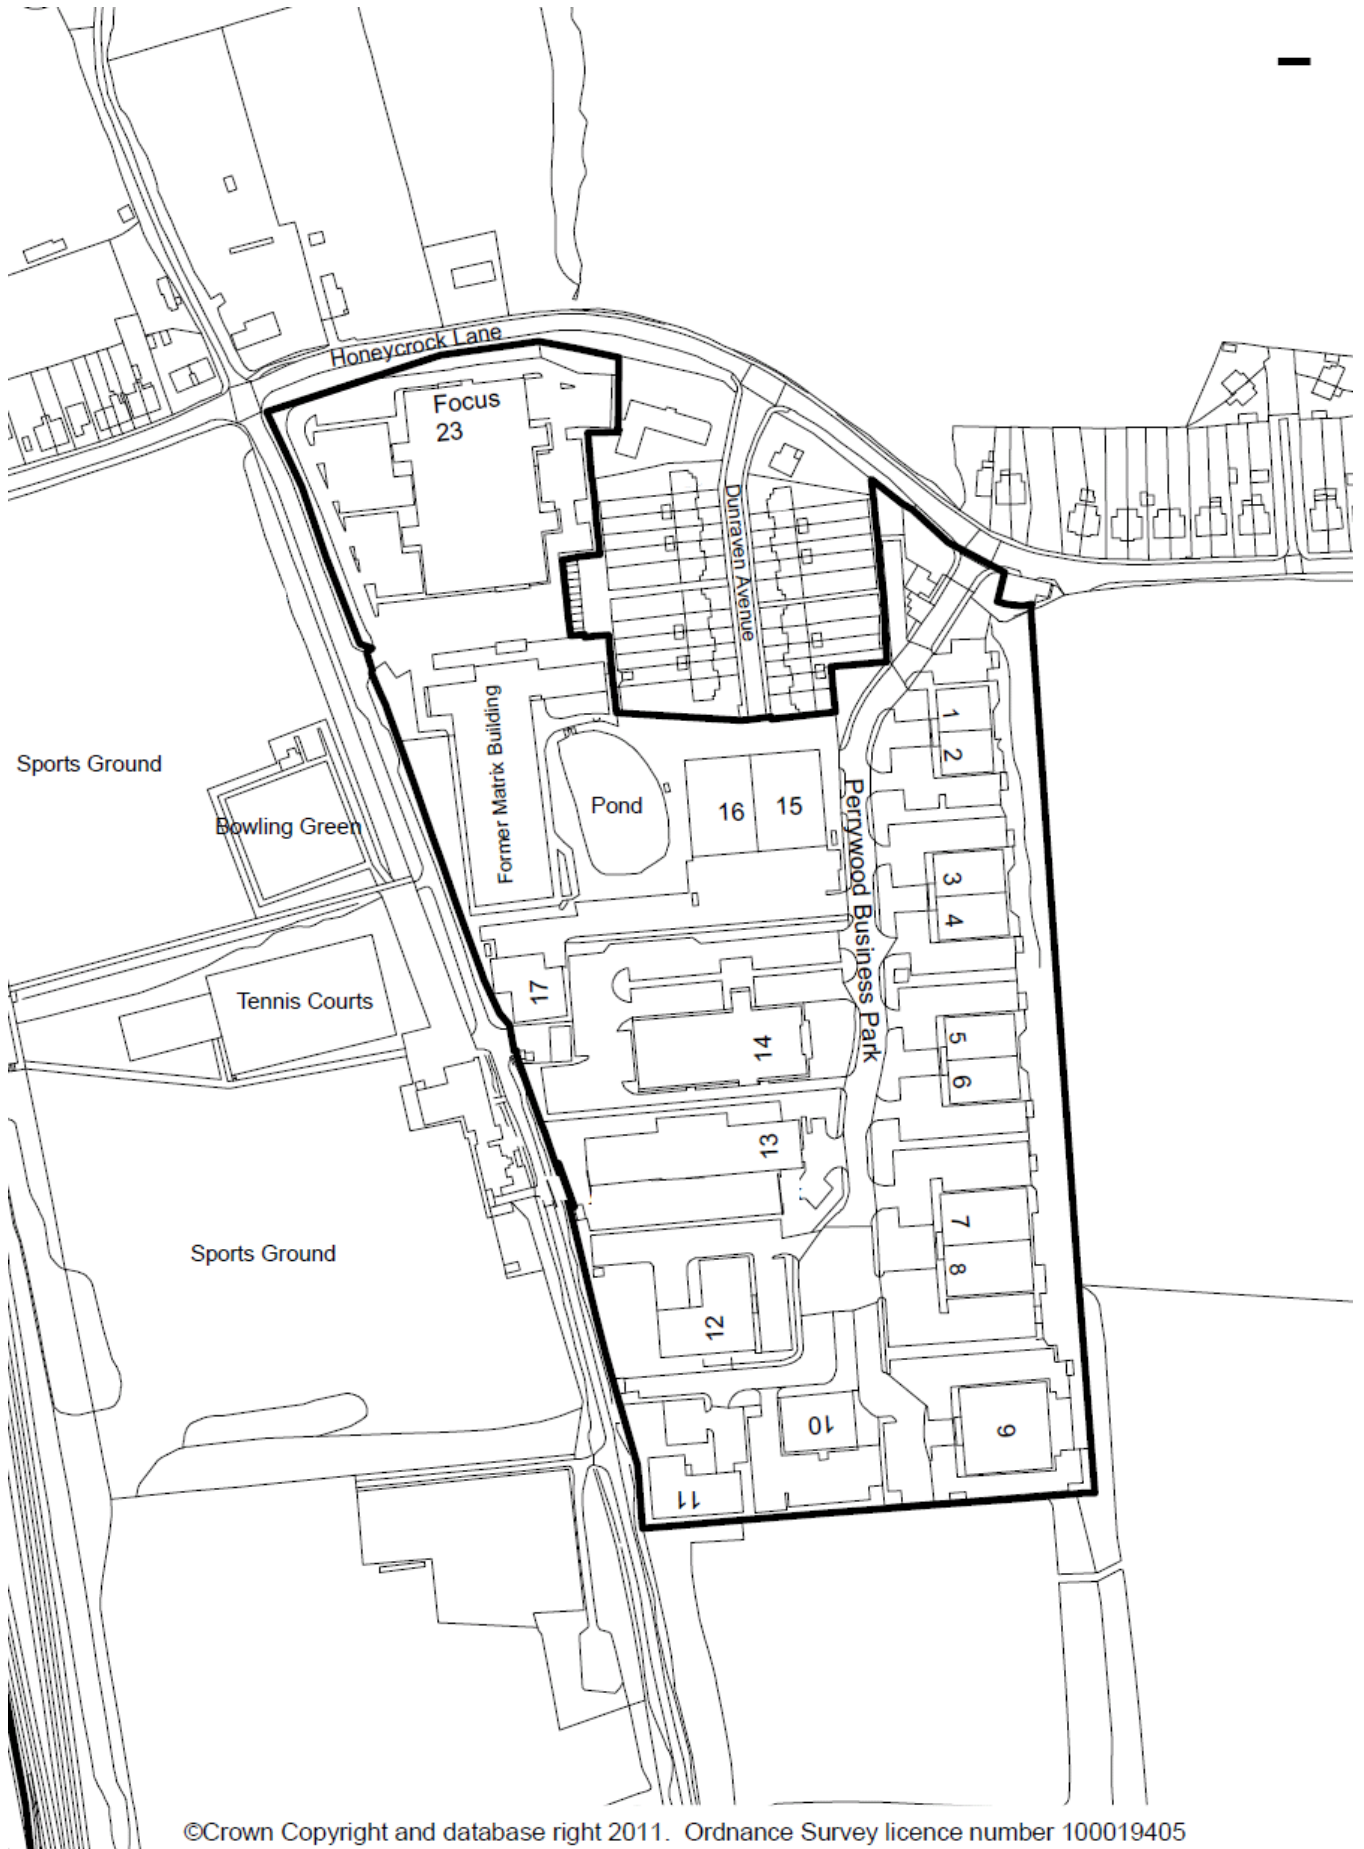 Honeycrock Lane
Focus
23
Dunraven Avenue
Former Matrix Building
Pond
16
15
1
2
Perrywood Business Park
3
4
Sports Ground
Bowling Green
Tennis Courts
17
14
5
6
13
7
8
Sports Ground
12
10
9
11
©Crown Copyright and database right 2011. Ordnance Survey licence number 100019405